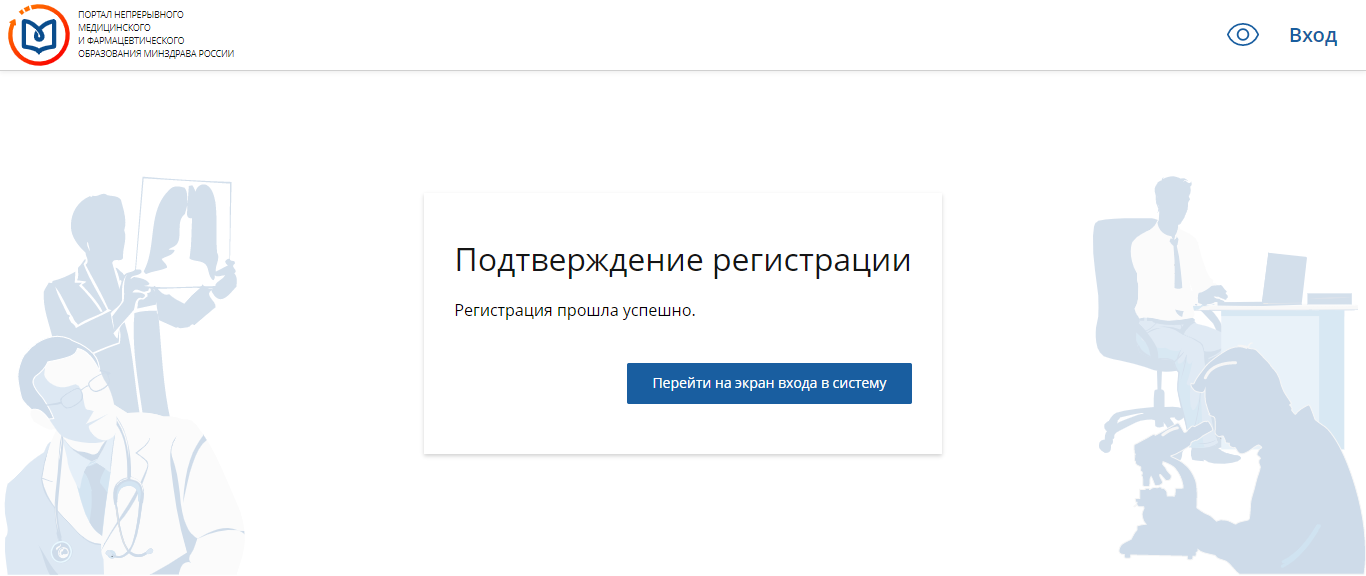 ПОРТАЛ НЕПРЕРЫВНОГО
МЕДИЦИНСКОГО
И ФАРМАЦЕВТИЧЕСКОГО
ОБРАЗОВАНИЯ МИНЗДРАВА РОССИИ
Вход
Подтверждение регистрации
Регистрация прошла успешно.
Перейти на экран входа в систему